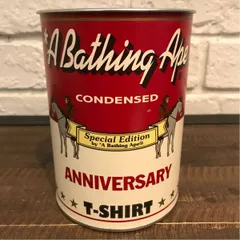 "A Bathing Ape
CONDENSED
Special Edition
by *A Bathing Ape®
ANNIVERSARY
T-SHIRT